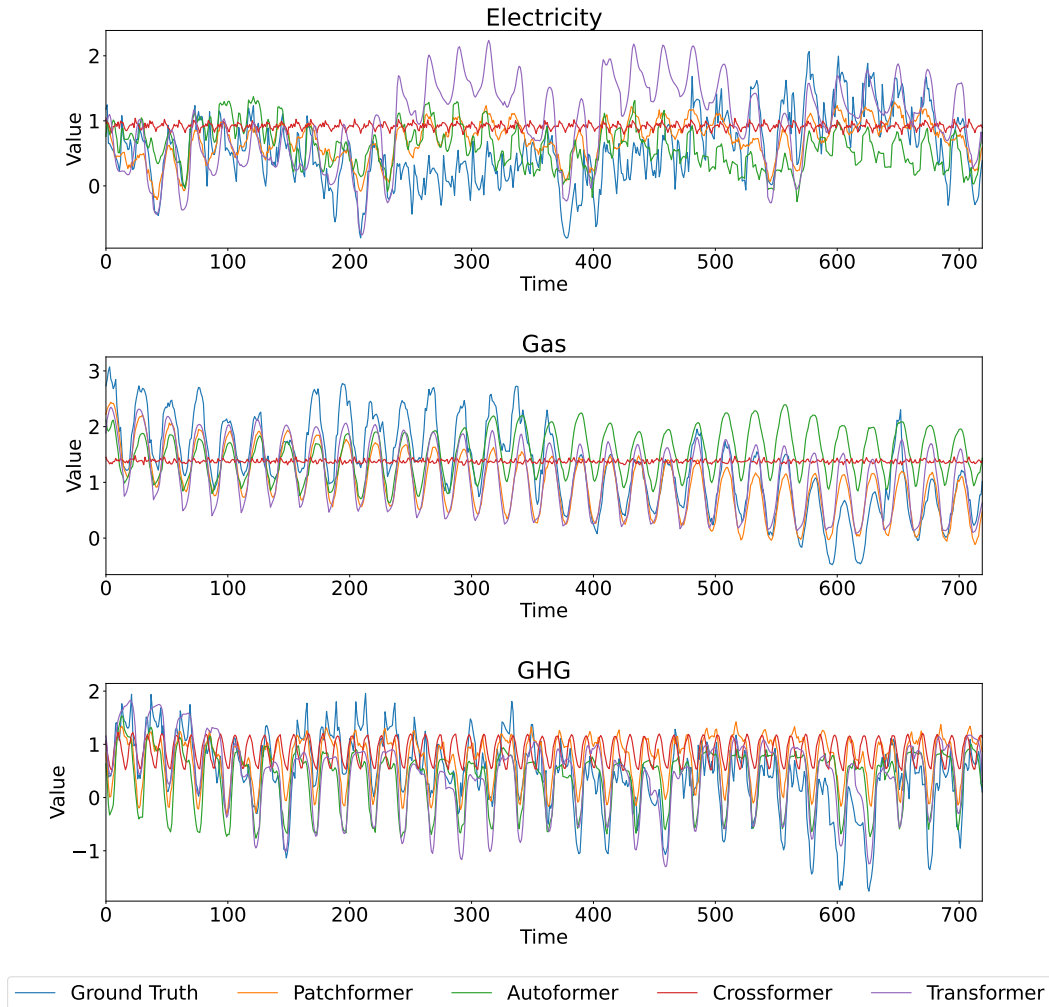 Electricity
2
1
0
Value
0 100 200 300 400 500 600 700
Time
Gas
3
2
1
0
Value
0 100 200 300 400 500 600 700
Time
GHG
2
1
0
−1
Value
0 100 200 300 400 500 600 700
Time
Ground Truth Patchformer Autoformer Crossformer Transformer